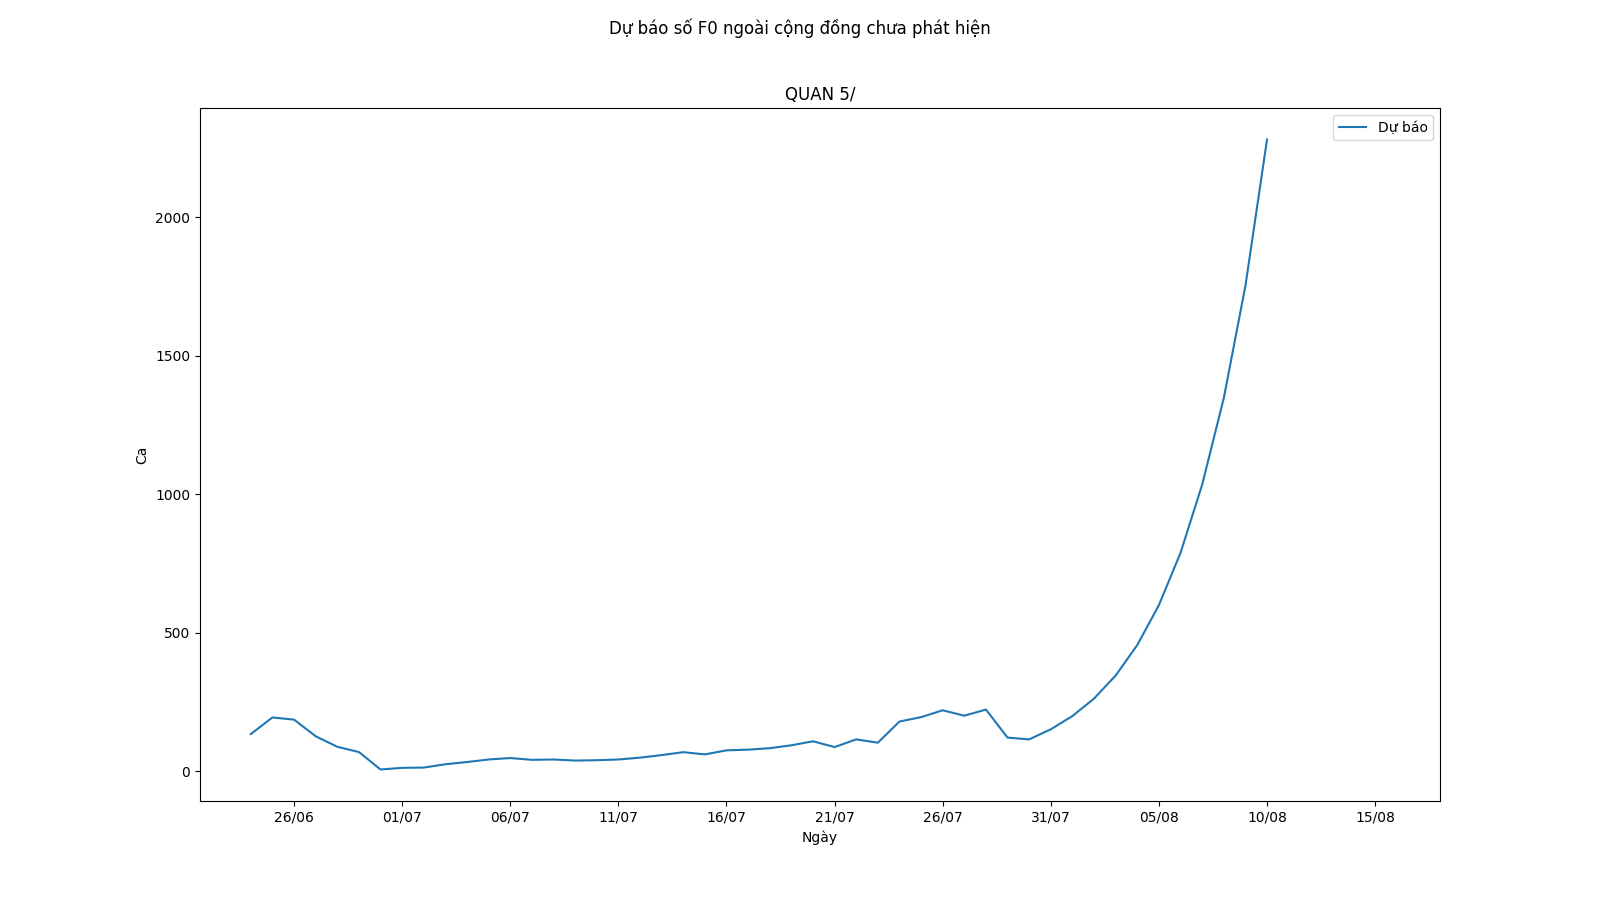 Dự báo số F0 ngoài cộng đồng chưa phát hiện
QUAN 5/
Dự báo
2000
1500
1000
500
0
Ca
26/06 01/07 06/07 11/07 16/07 21/07 26/07 31/07 05/08 10/08 15/08
Ngày